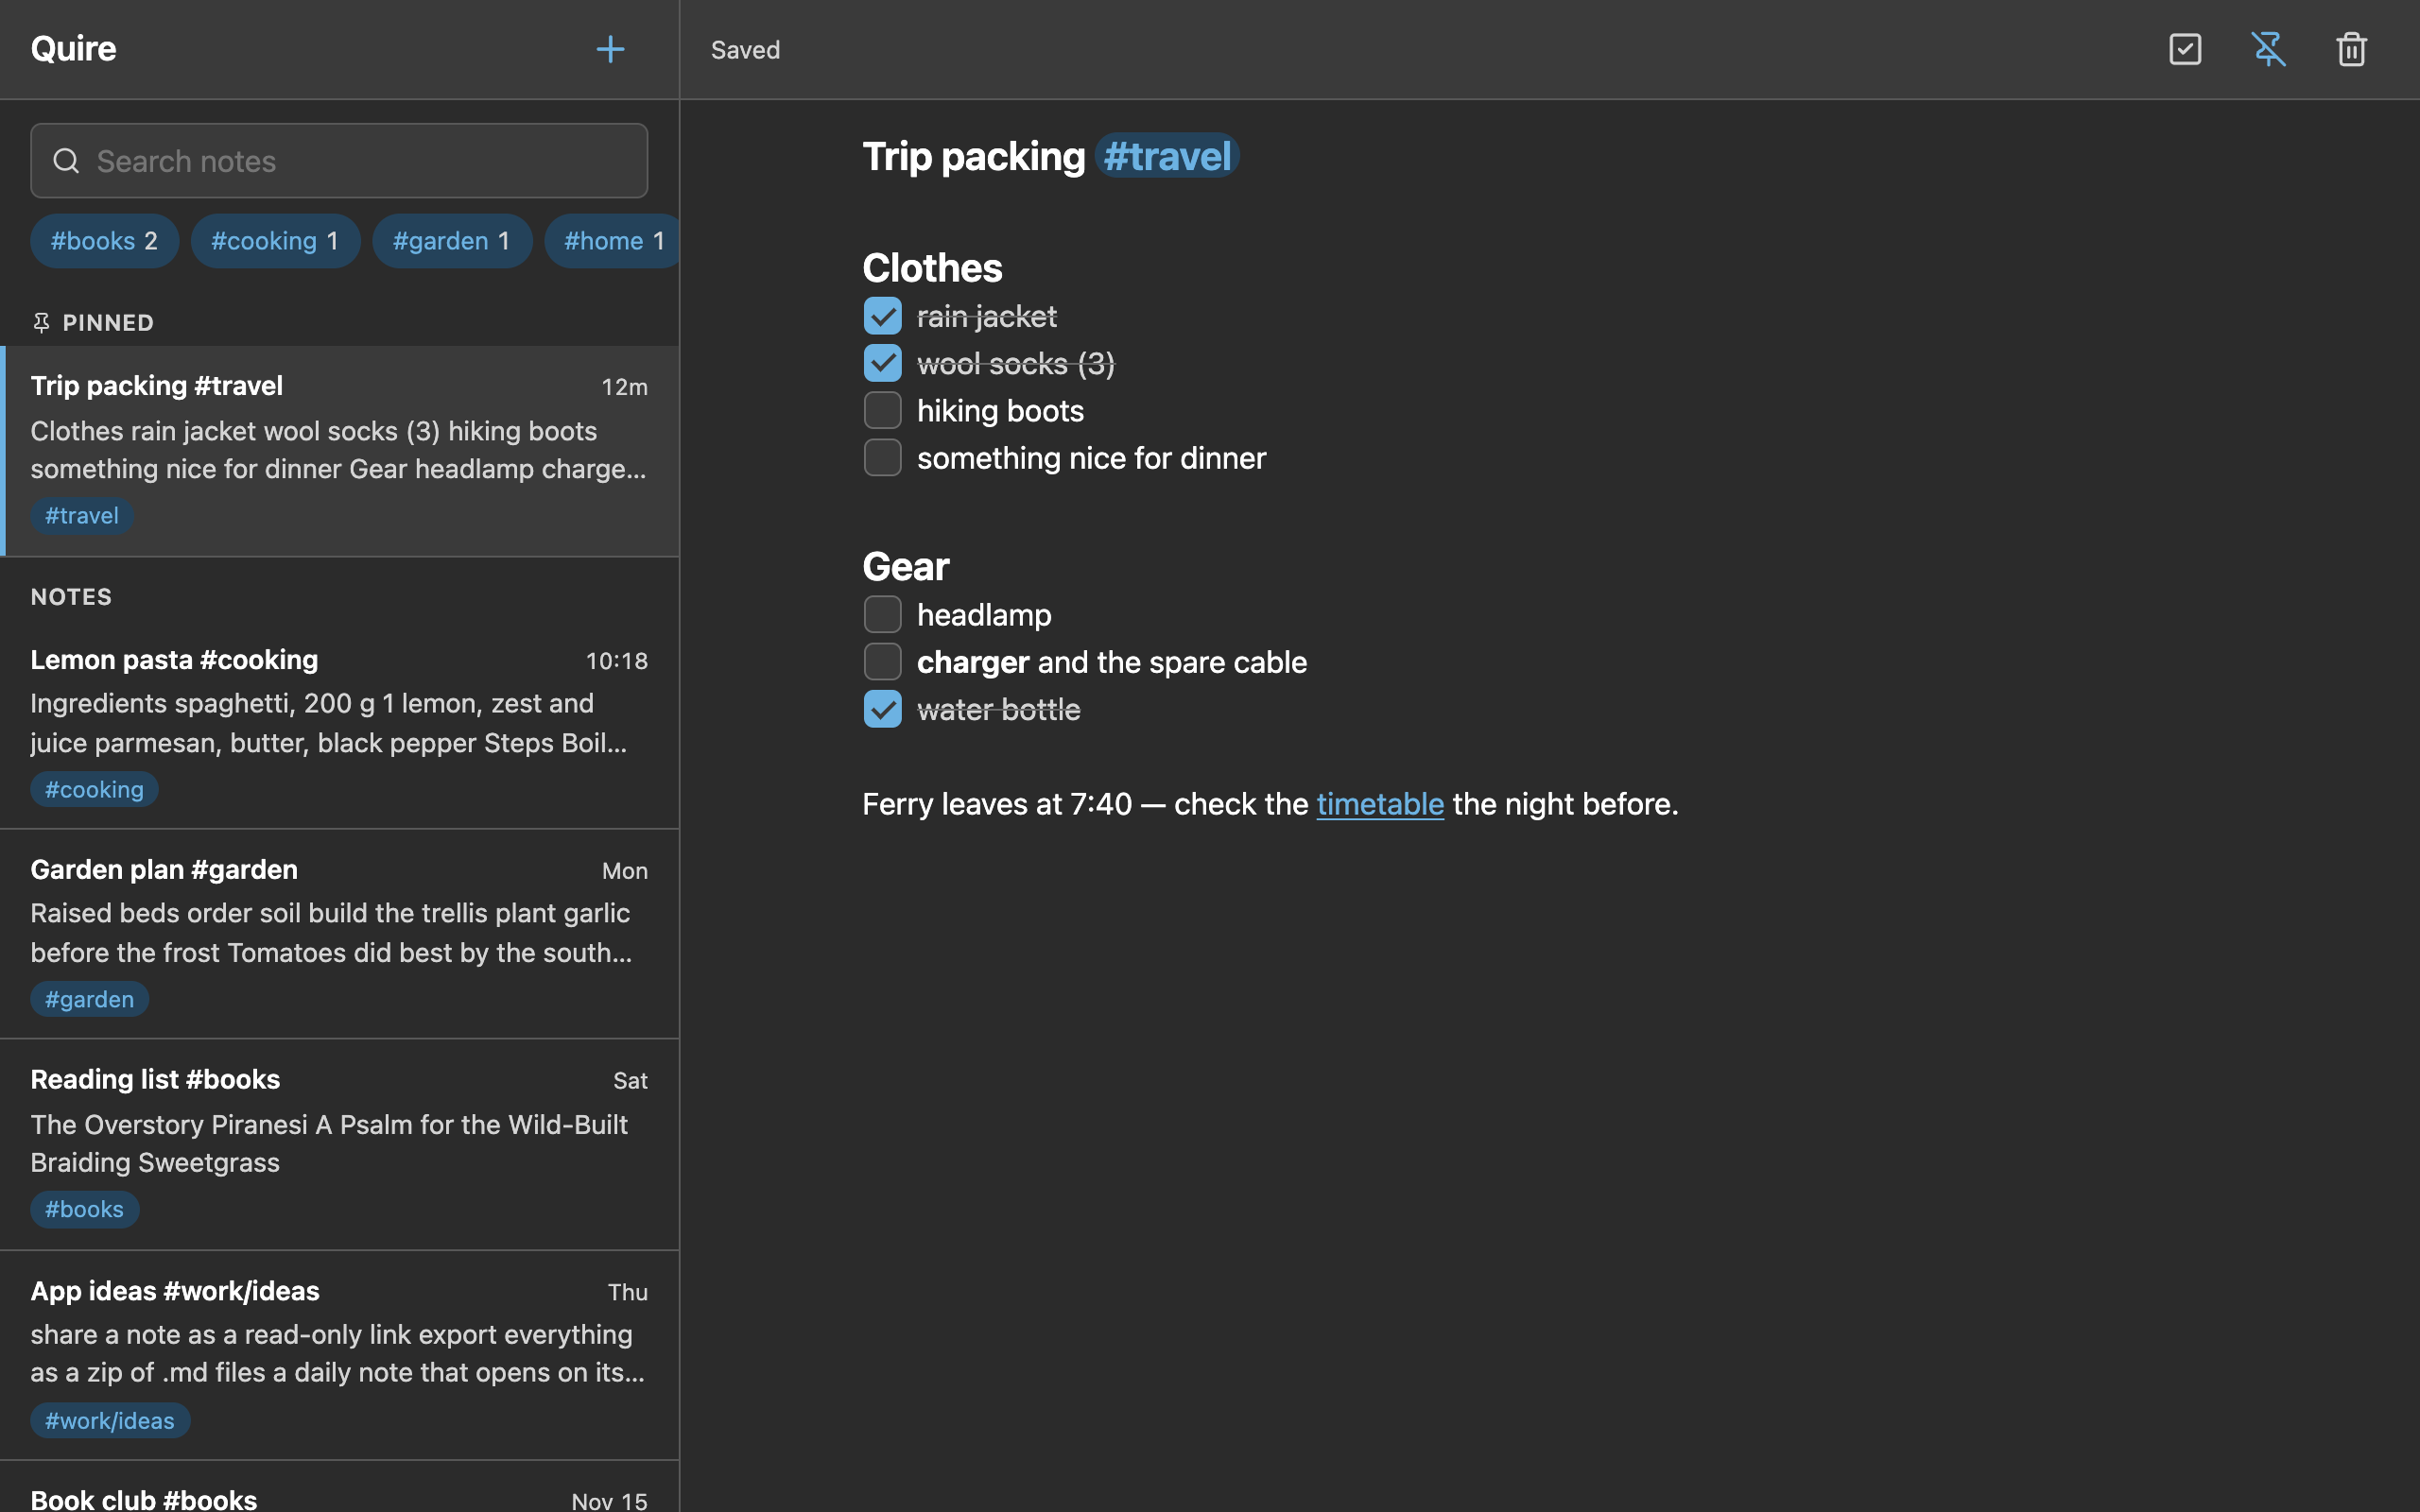 Quire
Search notes
#books 2 #cooking 1 #garden 1 #home 1
PINNED
Trip packing #travel 12m
Clothes rain jacket wool socks (3) hiking boots
something nice for dinner Gear headlamp charge...
#travel
NOTES
Lemon pasta #cooking 10:18
Ingredients spaghetti, 200 g 1 lemon, zest and
juice parmesan, butter, black pepper Steps Boil...
#cooking
Garden plan #garden Mon
Raised beds order soil build the trellis plant garlic
before the frost Tomatoes did best by the south...
#garden
Reading list #books Sat
The Overstory Piranesi A Psalm for the Wild-Built
Braiding Sweetgrass
#books
App ideas #work/ideas Thu
share a note as a read-only link export everything
as a zip of .md files a daily note that opens on its...
#work/ideas
Book club #books Nov 15
Saved
Trip packing #travel
Clothes
rain jacket
wool socks (3)
hiking boots
something nice for dinner
Gear
headlamp
charger and the spare cable
water bottle
Ferry leaves at 7:40 — check the timetable the night before.